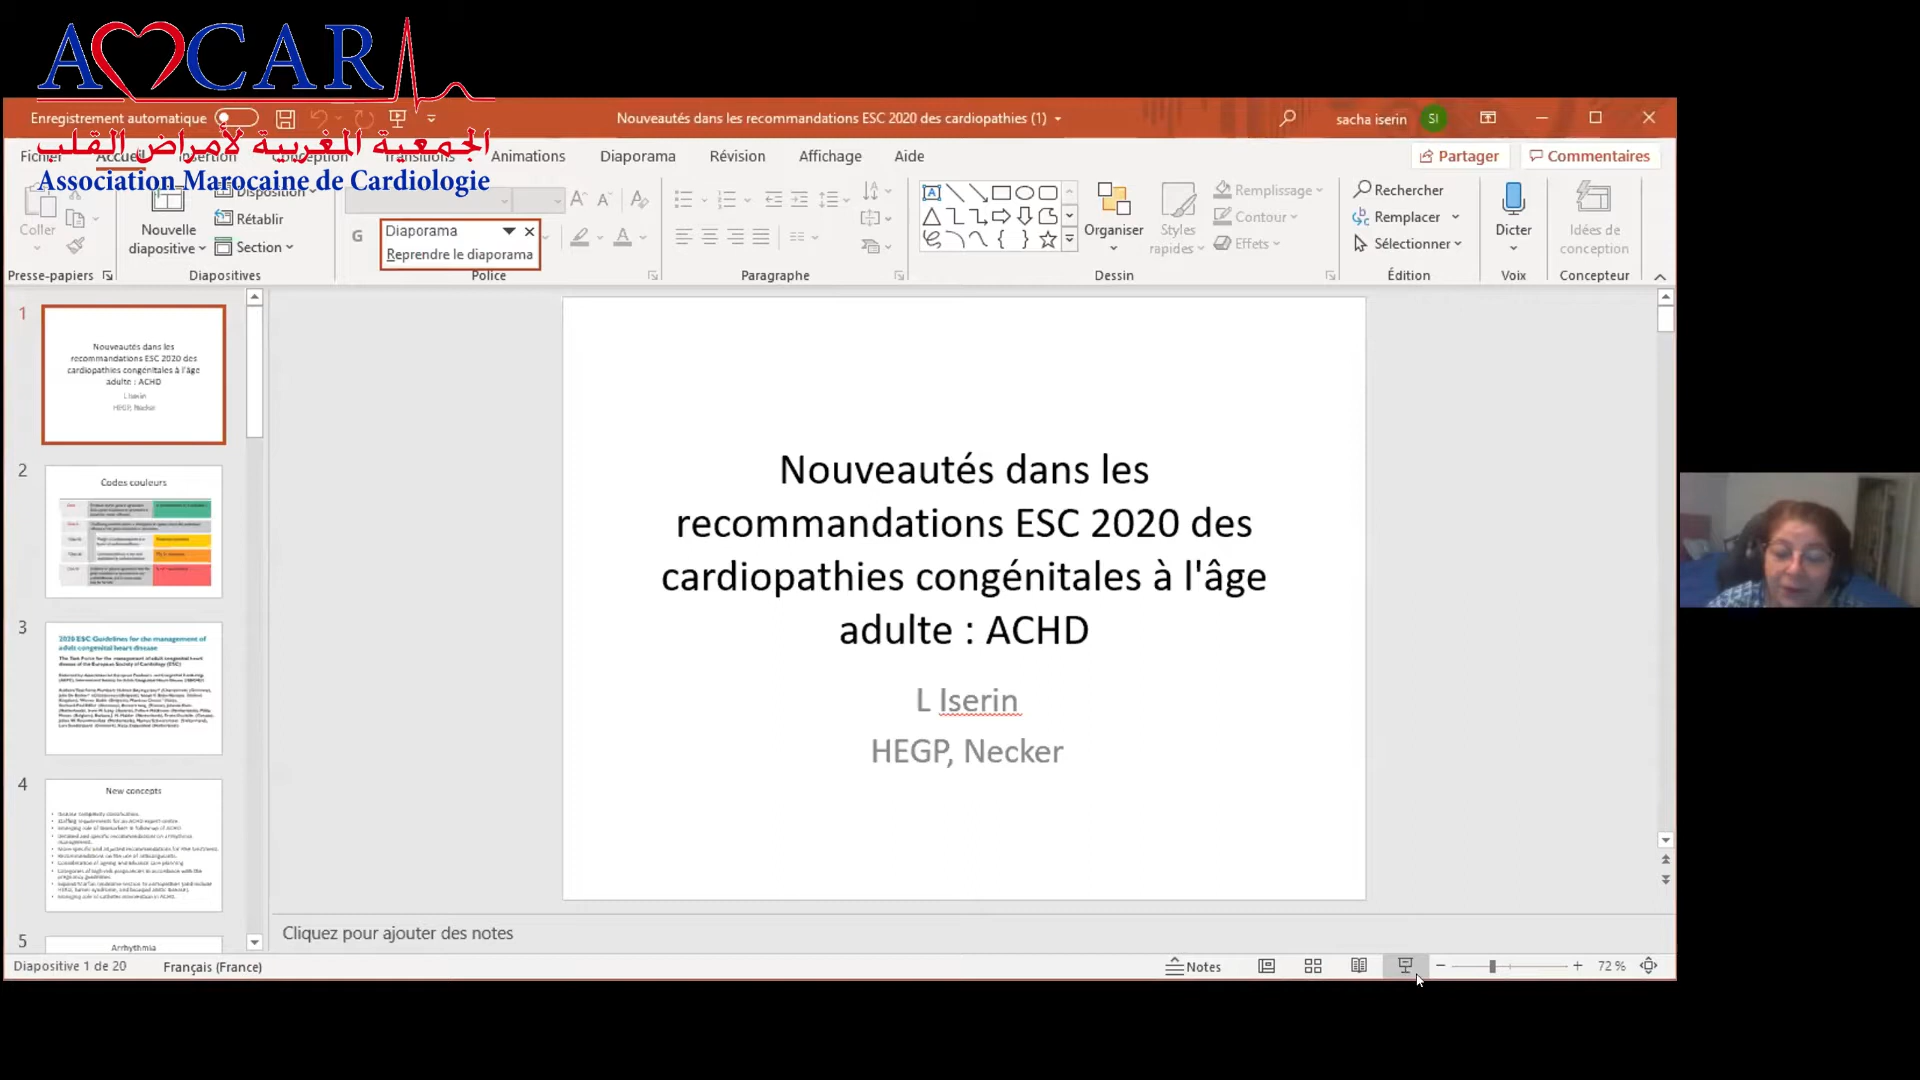 AMCAR
الجمعية المغربية لأمراض القلب
Association Marocaine de Cardiologie
Enregistrement automatique
Nouveautés dans les recommandations ESC 2020 des cardiopathies (1)
sacha iserin
SI
Fichier
Accueil
Insertion
Conception
Transitions
Animations
Diaporama
Révision
Affichage
Aide
Partager
Commentaires
Coller
Nouvelle
diapositive
Disposition
Rétablir
Section
G
Diaporama
Reprendre le diaporama
Organiser
Styles
rapides
Remplissage
Contour
Effets
Rechercher
Remplacer
Sélectionner
Dicter
Idées de
conception
Presse-papiers
Diapositives
Police
Paragraphe
Dessin
Édition
Voix
Concepteur
1
Nouveautés dans les
recommandations ESC 2020 des
cardiopathies congénitales à l'âge
adulte : ACHD
L Iserin
HEGP, Necker
2
Codes couleurs
3
2020 ESC Guidelines for the management of
adult congenital heart disease
The Task Force for the management of adult congenital heart
disease of the European Society of Cardiology (ESC)
4
New concepts
5
Arrhythmia
Nouveautés dans les
recommandations ESC 2020 des
cardiopathies congénitales à l'âge
adulte : ACHD
L Iserin
HEGP, Necker
Cliquez pour ajouter des notes
Diapositive 1 de 20
Français (France)
Notes
72 %